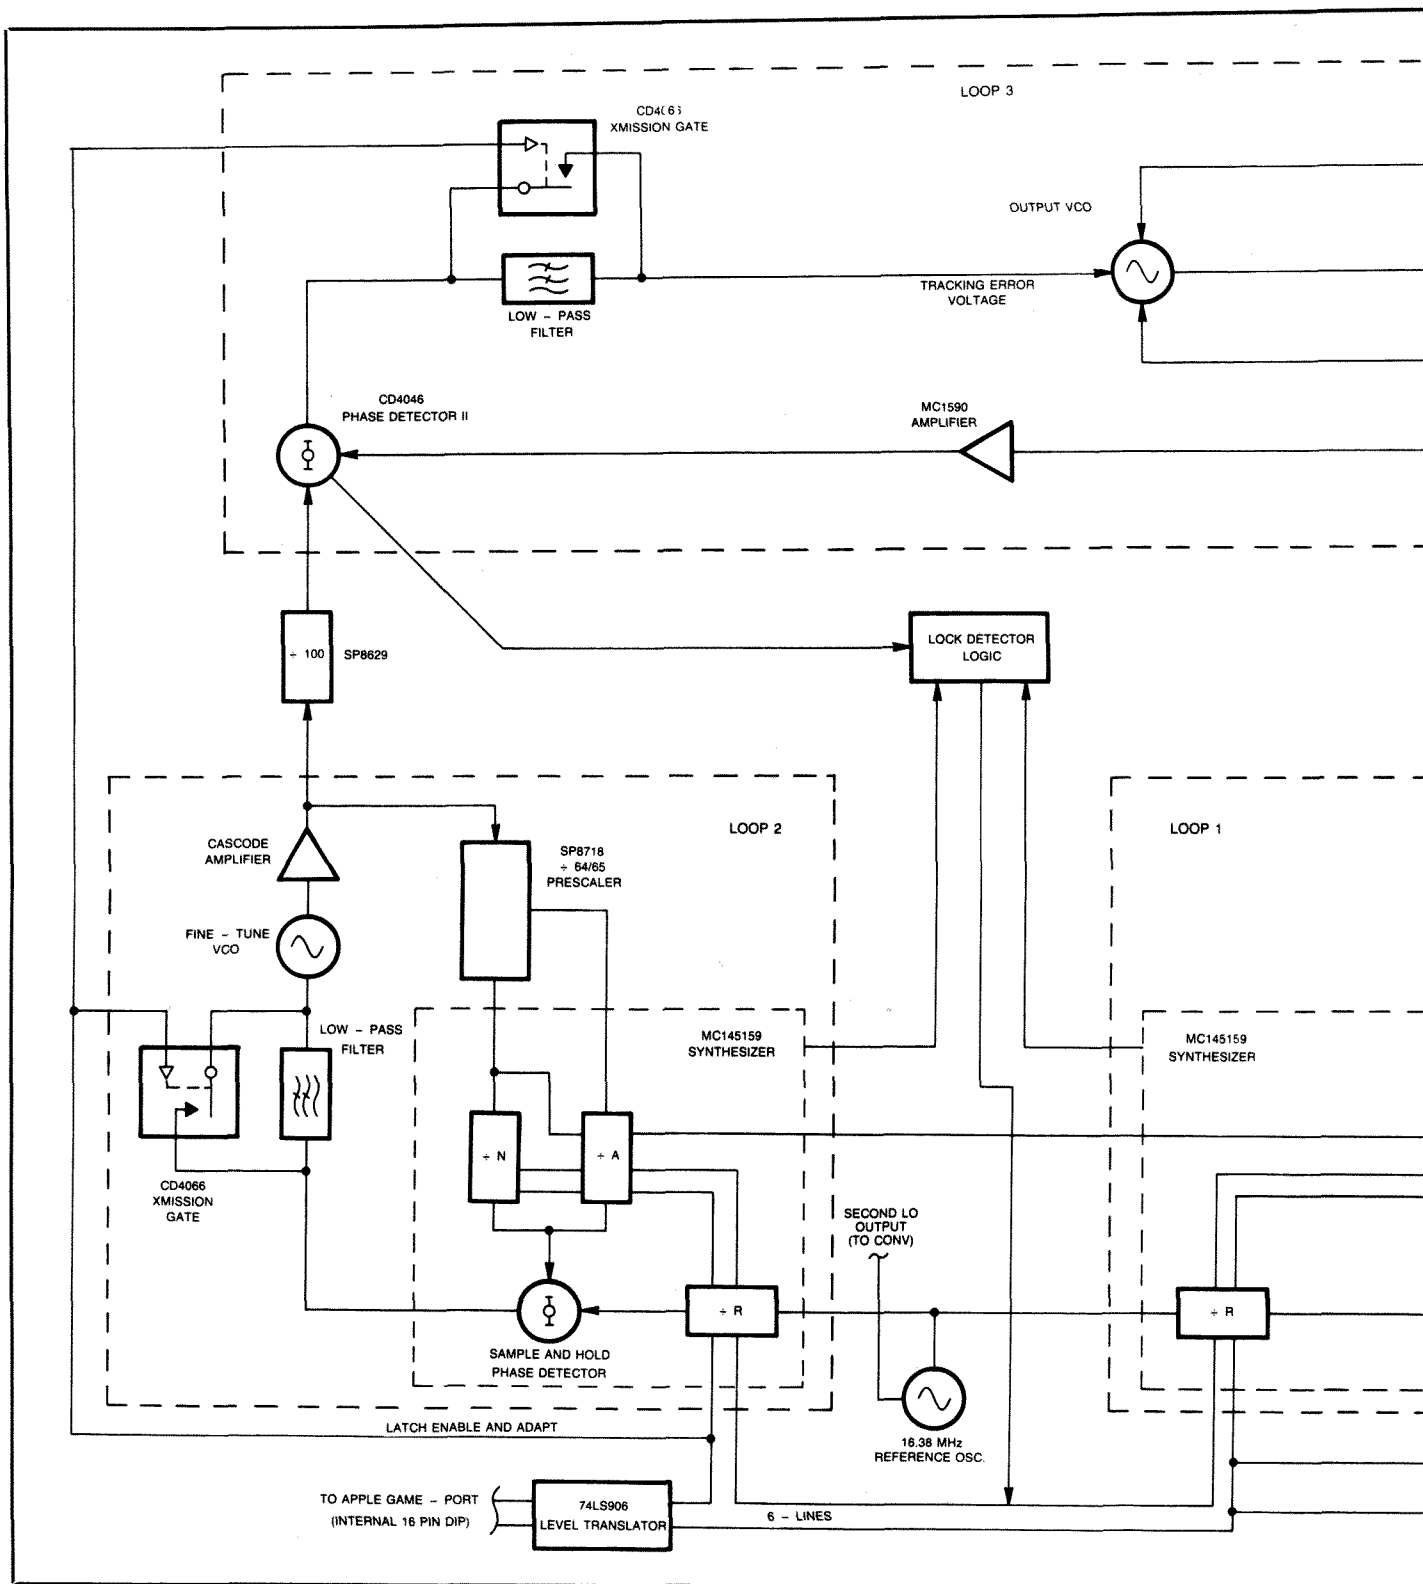 LOOP 3
XMISSION GATE
OUTPUT VCO
TRACKING ERROR
VOLTAGE
LOW - PASS
FILTER
CD4046
PHASE DETECTOR II
MC1590
AMPLIFIER
÷ 100
SP8629
LOCK DETECTOR
LOGIC
LOOP 2
LOOP 1
CASCODE
AMPLIFIER
SP8718
÷ 64/65
PRESCALER
FINE - TUNE
VCO
LOW - PASS
FILTER
MC145159
SYNTHESIZER
MC145159
SYNTHESIZER
÷ N
÷ A
CD4066
XMISSION
GATE
SECOND LO
OUTPUT
(TO CONV)
÷ R
÷ R
SAMPLE AND HOLD
PHASE DETECTOR
LATCH ENABLE AND ADAPT
16.38 MHz
REFERENCE OSC.
TO APPLE GAME - PORT
(INTERNAL 16 PIN DIP)
74LS906
LEVEL TRANSLATOR
6 - LINES